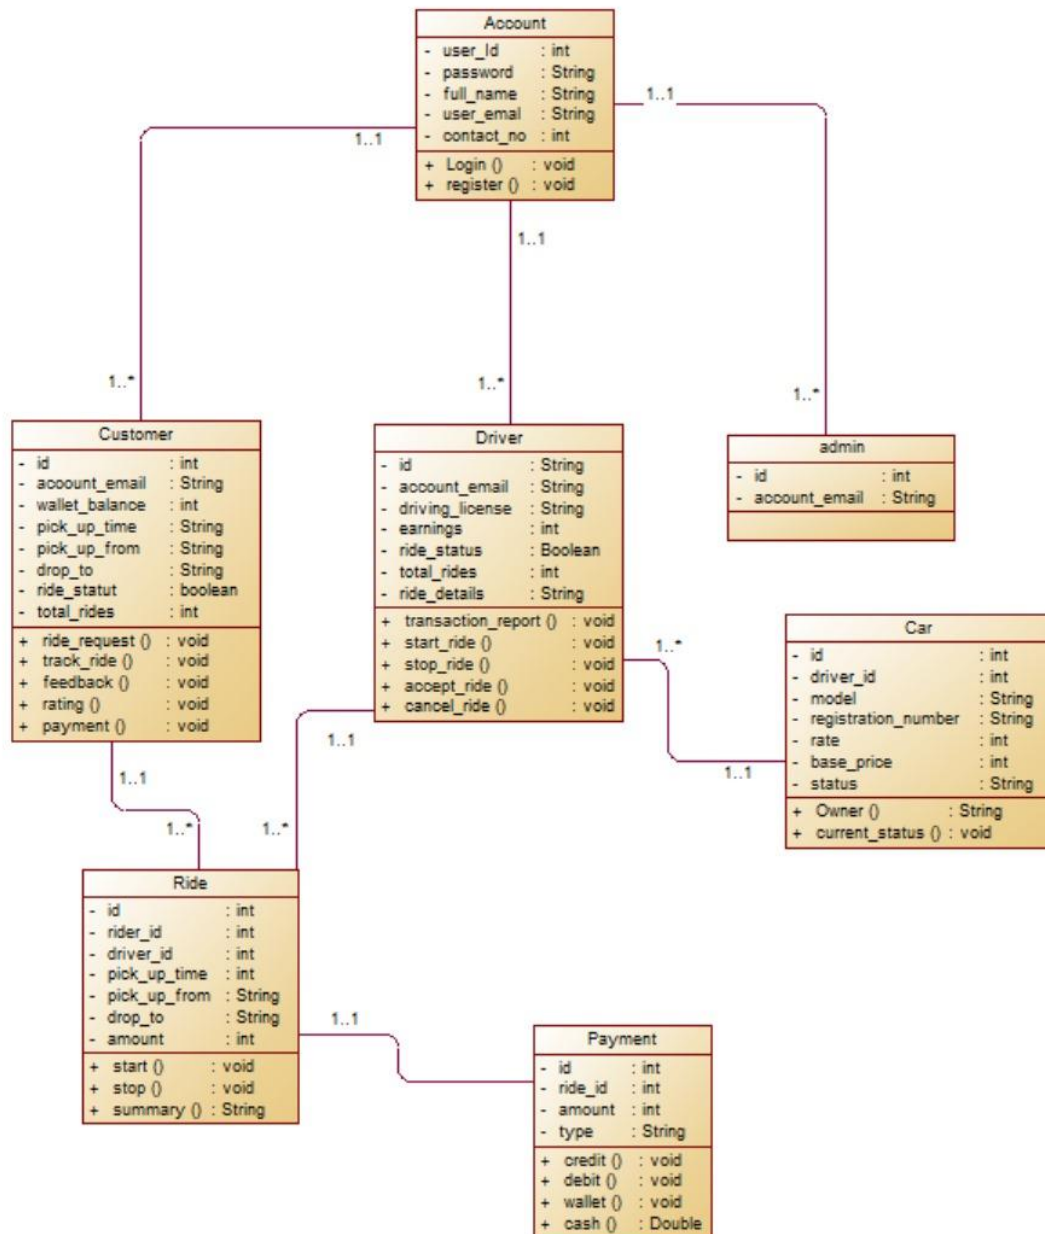 Account
- user_Id : int
- password : String
- full_name : String
- user_emal : String
- contact_no : int
+ Login () : void
+ register () : void
1..1
1..1
1..1
1..*
1..*
1..*
Customer
- id : int
- acoount_email : String
- wallet_balance : int
- pick_up_time : String
- pick_up_from : String
- drop_to : String
- ride_statut : boolean
- total_rides : int
+ ride_request () : void
+ track_ride () : void
+ feedback () : void
+ rating () : void
+ payment () : void
Driver
- id : String
- account_email : String
- driving_license : String
- earnings : int
- ride_status : Boolean
- total_rides : int
- ride_details : String
+ transaction_report () : void
+ start_ride () : void
+ stop_ride () : void
+ accept_ride () : void
+ cancel_ride () : void
admin
- id : int
- account_email : String
1..*
1..1
Car
- id : int
- driver_id : int
- model : String
- registration_number : String
- rate : int
- base_price : int
- status : String
+ Owner () : String
+ current_status () : void
1..1
1..*
1..1
1..*
Ride
- id : int
- rider_id : int
- driver_id : int
- pick_up_time : int
- pick_up_from : String
- drop_to : String
- amount : int
+ start () : void
+ stop () : void
+ summary () : String
1..1
Payment
- id : int
- ride_id : int
- amount : int
- type : String
+ credit () : void
+ debit () : void
+ wallet () : void
+ cash () : Double